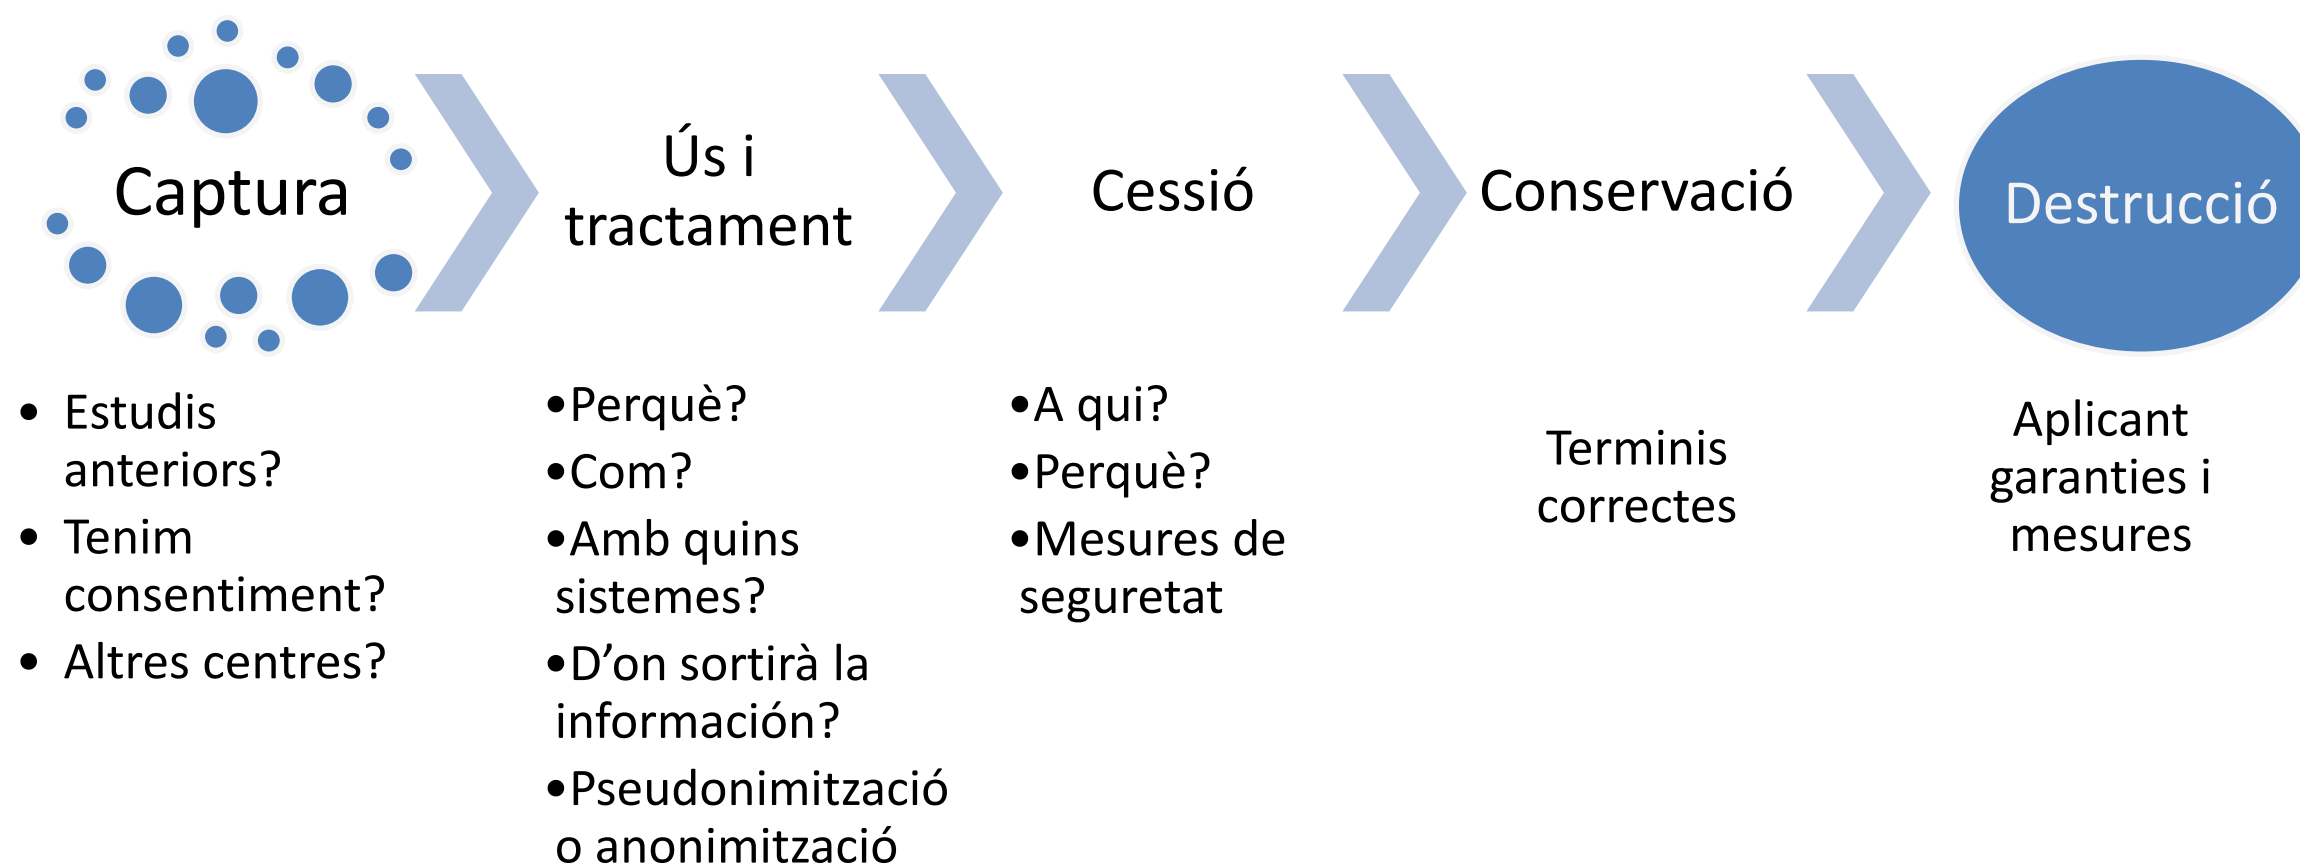 Captura
Ús i
tractament
Cessió
Conservació
Destrucció
• Estudis
anteriors?
• Tenim
consentiment?
• Altres centres?
•Perquè?
•Com?
•Amb quins
sistemes?
•D’on sortirà la
información?
•Pseudonimització
o anonimització
•A qui?
•Perquè?
•Mesures de
seguretat
Terminis
correctes
Aplicant
garanties i
mesures